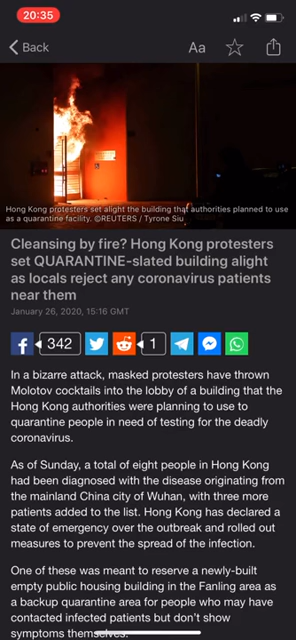 20:35
Back
Aa
Hong Kong protesters set alight the building that authorities planned to use
as a quarantine facility. ©REUTERS / Tyrone Siu
Cleansing by fire? Hong Kong protesters
set QUARANTINE-slated building alight
as locals reject any coronavirus patients
near them
January 26, 2020, 15:16 GMT
342
1
In a bizarre attack, masked protesters have thrown
Molotov cocktails into the lobby of a building that the
Hong Kong authorities were planning to use to
quarantine people in need of testing for the deadly
coronavirus.
As of Sunday, a total of eight people in Hong Kong
had been diagnosed with the disease originating from
the mainland China city of Wuhan, with three more
patients added to the list. Hong Kong has declared a
state of emergency over the outbreak and rolled out
measures to prevent the spread of the infection.
One of these was meant to reserve a newly-built
empty public housing building in the Fanling area as
a backup quarantine area for people who may have
contacted infected patients but don't show
symptoms themselves.